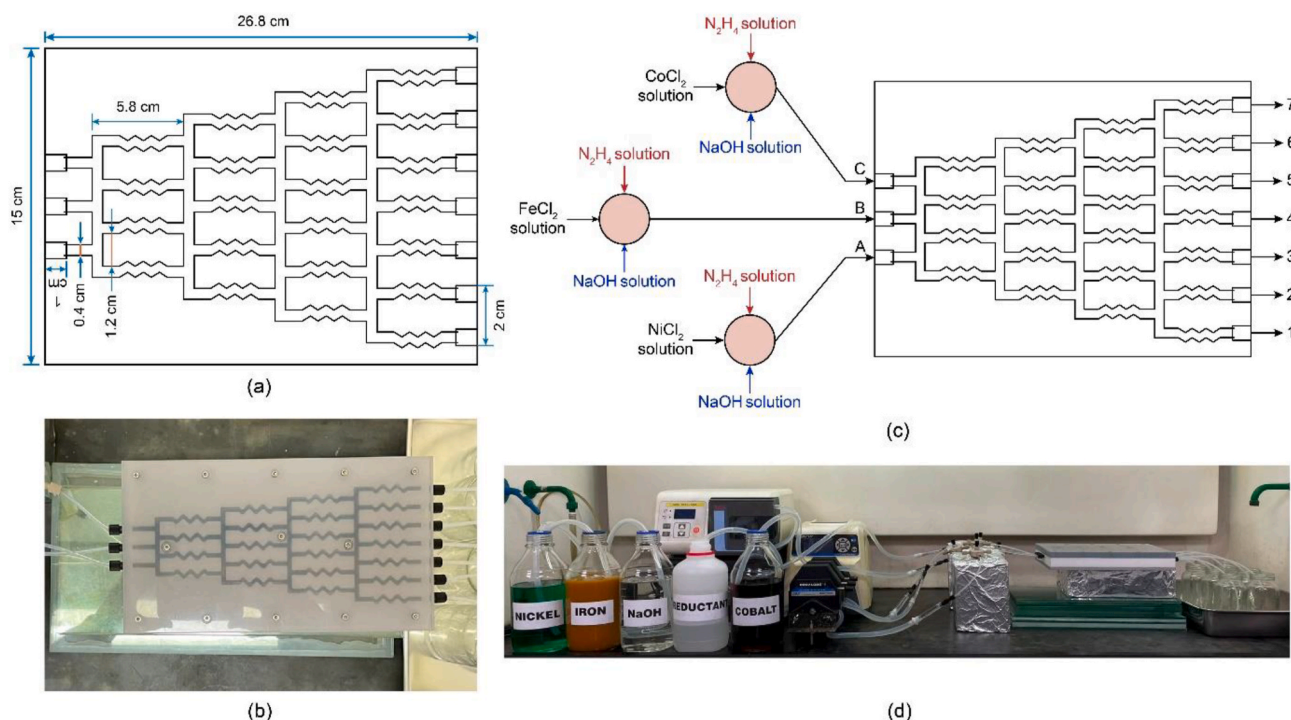 26.8 cm
15 cm
5.8 cm
1 cm
0.4 cm
1.2 cm
2 cm
(a)
N₂H₄ solution
CoCl₂
solution
NaOH solution
N₂H₄ solution
FeCl₂
solution
NaOH solution
N₂H₄ solution
NiCl₂
solution
NaOH solution
C
B
A
7
6
5
4
3
2
1
(c)
(b)
NICKEL
IRON
NaOH
REDUCTANT
COBALT
(d)